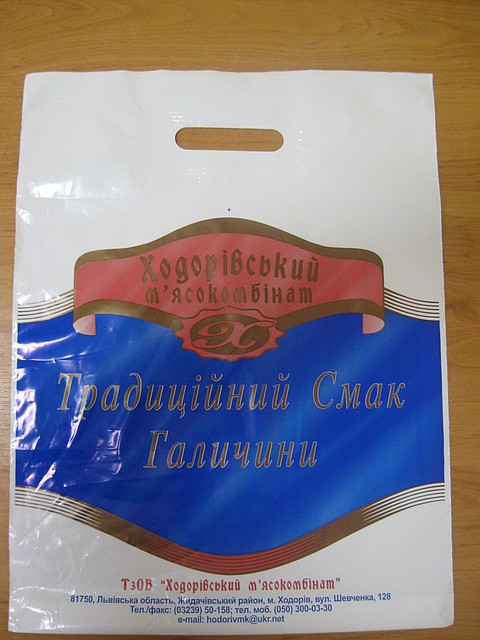 Ходорівський
м'ясокомбінат
ДХ
Традиційний Смак
Галичини
ТзОВ "Ходорівський м'ясокомбінат"
81750, Львівська область, Жидачівський район, м. Ходорів, вул. Шевченка, 128
Тел./факс: (03239) 50-158; тел. моб. (050) 300-03-30
e-mail: hodorivmk@ukr.net